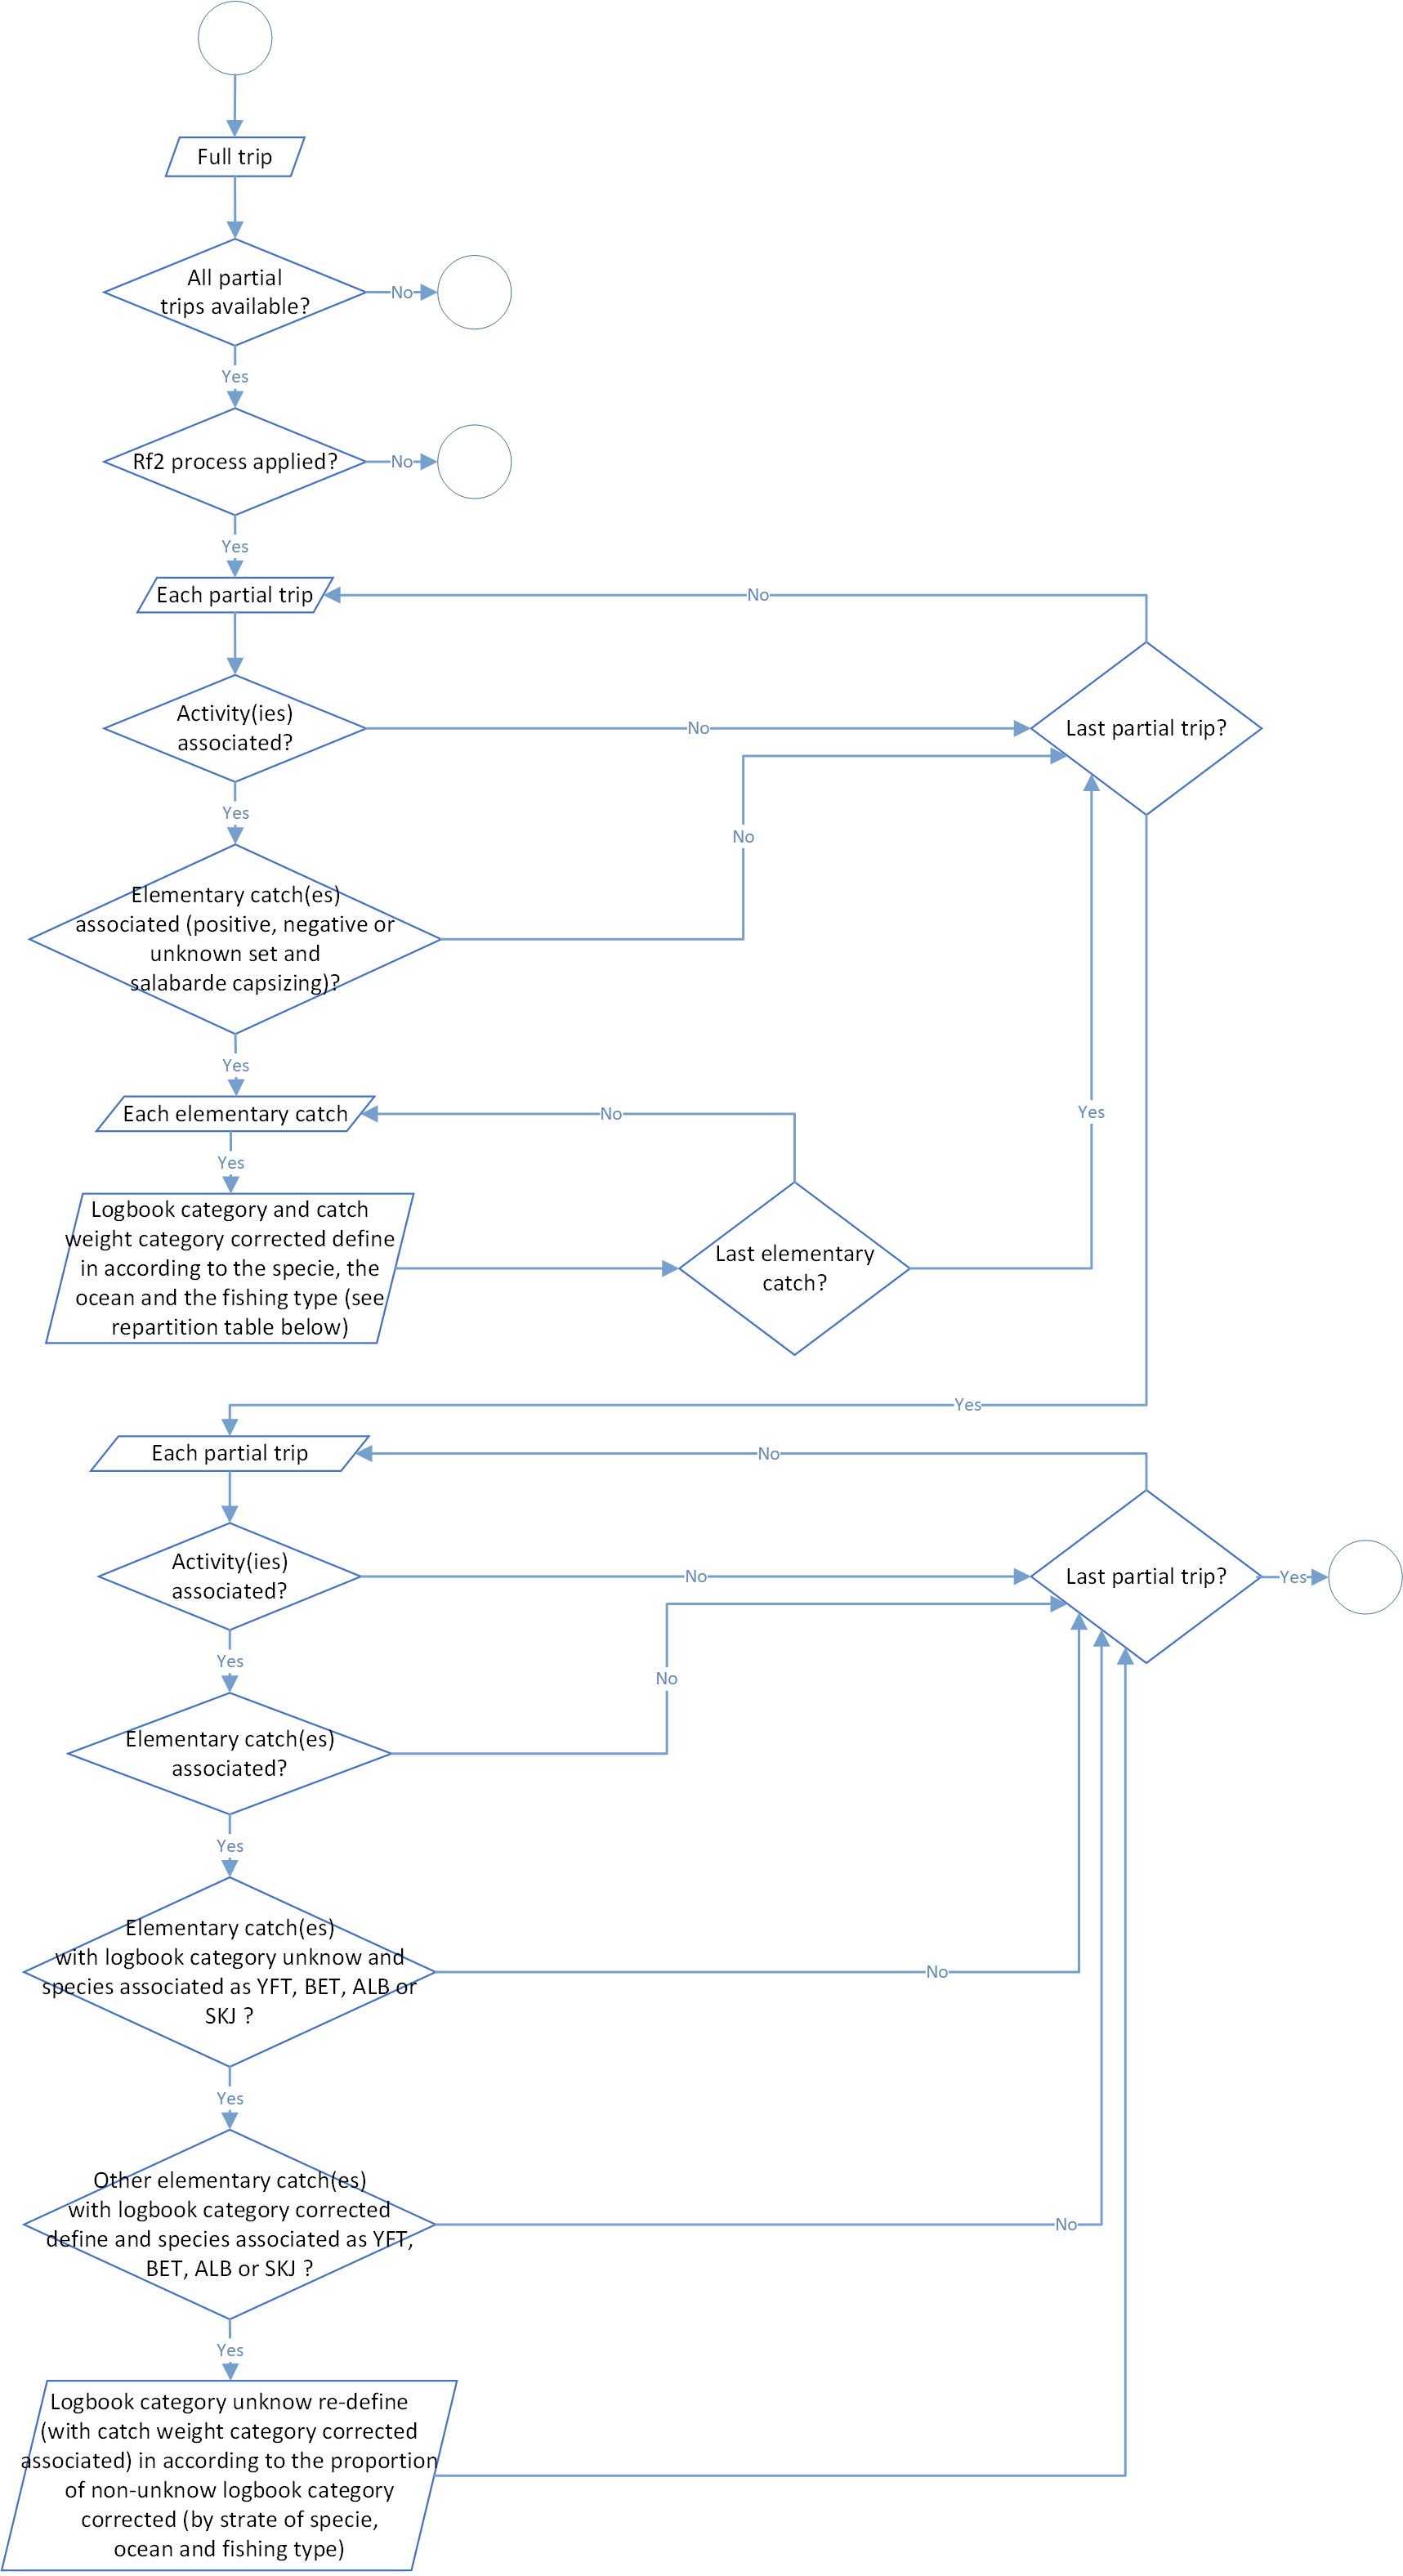 Full trip
All partial
trips available?
No
Yes
Rf2 process applied?
No
Yes
Each partial trip
No
Activity(ies)
associated?
No
Last partial trip?
Yes
No
Elementary catch(es)
associated (positive, negative or
unknown set and
salabarde capsizing)?
Yes
Each elementary catch
No
Yes
Yes
Logbook category and catch
weight category corrected define
in according to the specie, the
ocean and the fishing type (see
repartition table below)
Last elementary
catch?
Yes
Each partial trip
No
Activity(ies)
associated?
No
Last partial trip?
Yes
Yes
No
Elementary catch(es)
associated?
Yes
Elementary catch(es)
with logbook category unknow and
species associated as YFT, BET, ALB or
SKJ ?
No
Yes
Other elementary catch(es)
with logbook category corrected
define and species associated as YFT,
BET, ALB or SKJ ?
No
Yes
Logbook category unknow re-define
(with catch weight category corrected
associated) in according to the proportion
of non-unknow logbook category
corrected (by strate of specie,
ocean and fishing type)